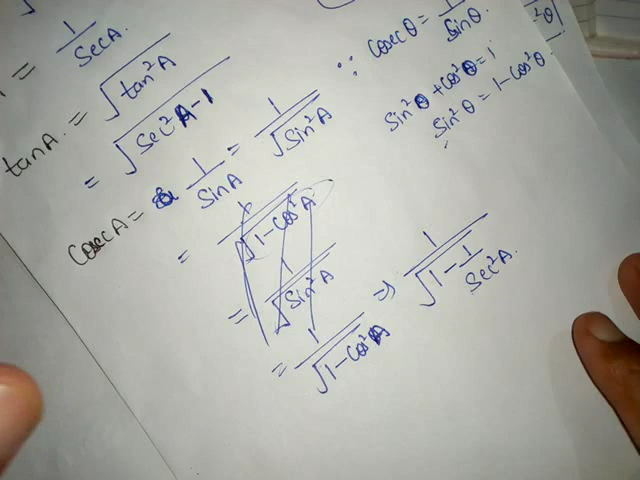 = 1/SecA.
tanA. = √tan²A
= √Sec²A-1
CosecA = 1/SinA = 1/√Sin²A
∵ Cosecθ = 1/Sinθ.
Sin²θ + Cos²θ = 1
Sin²θ = 1-Cos²θ.
= 1/√1-Cos²A
= 1/√Sin²A
= 1/√1-Cos²A ⇒ 1/√1-1/Sec²A.